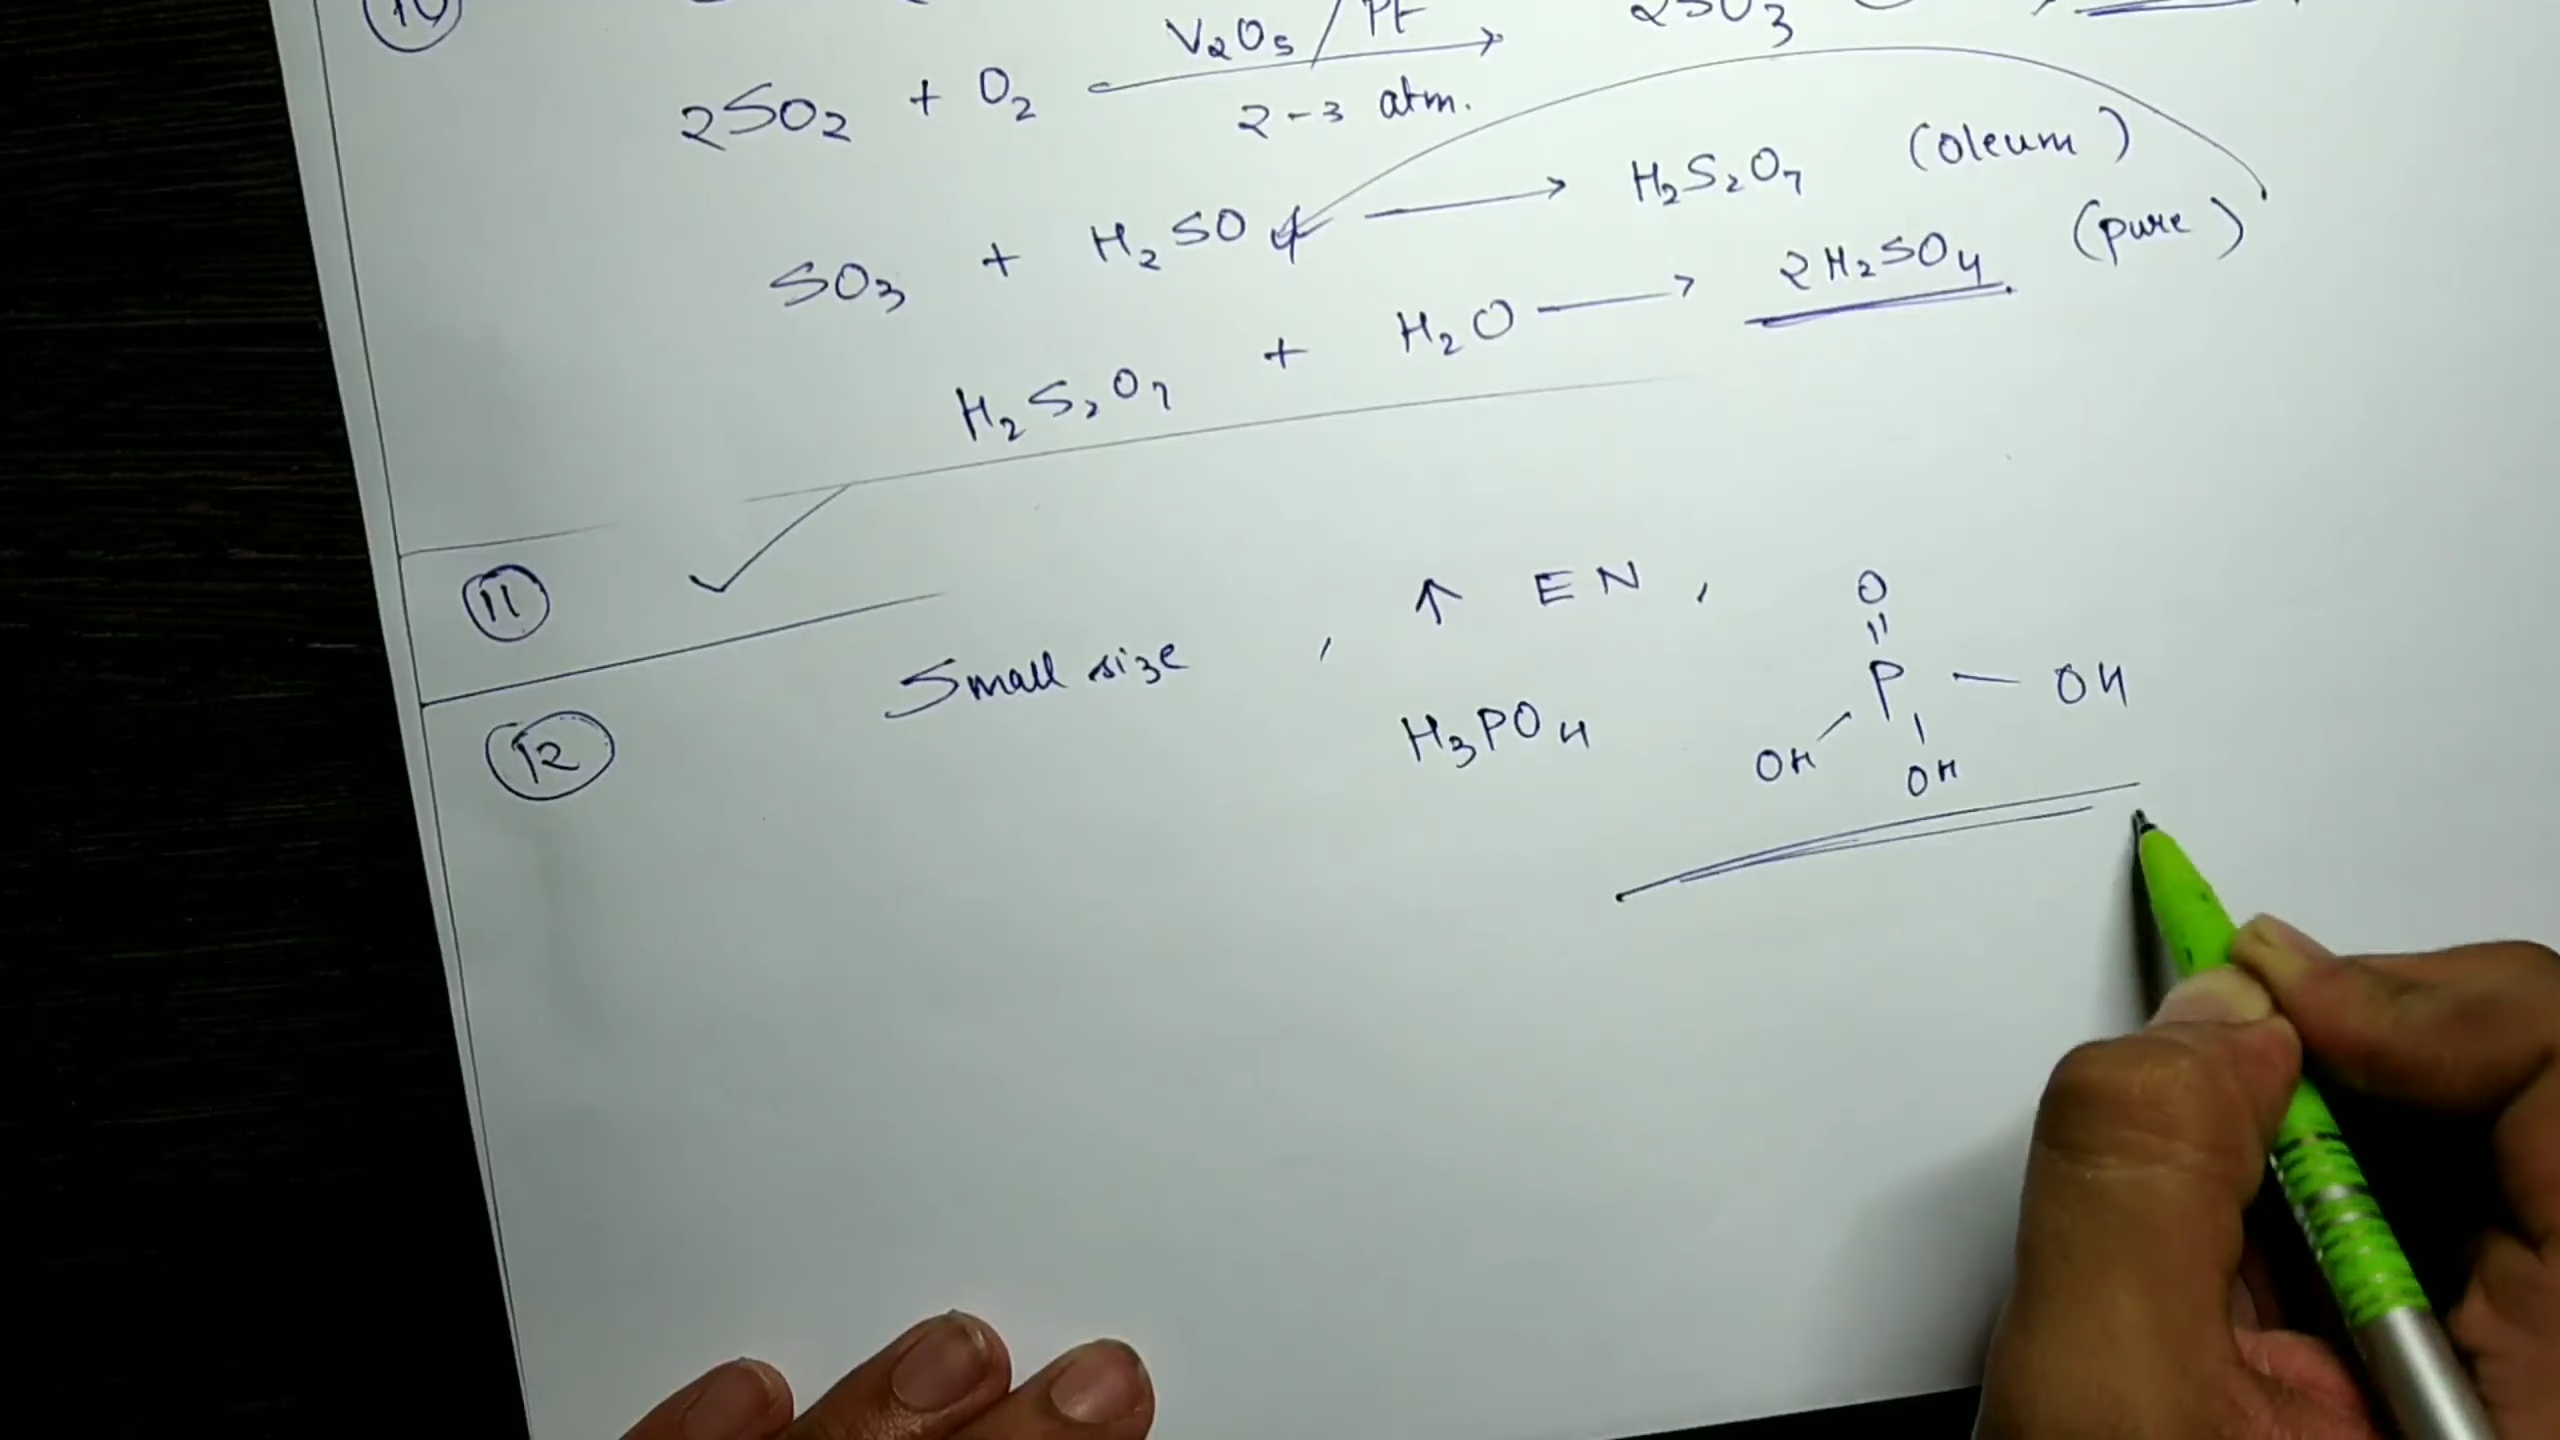 10
V₂O₅ / Pt 2SO₃
2SO₂ + O₂ ⟶ 2-3 atm.
SO₃ + H₂SO₄ ⟶ H₂S₂O₇ (Oleum)
H₂S₂O₇ + H₂O ⟶ 2H₂SO₄ (pure)
11 ✓
12 Small size, ↑ EN,
H₃PO₄
O
P — OH
OH OH